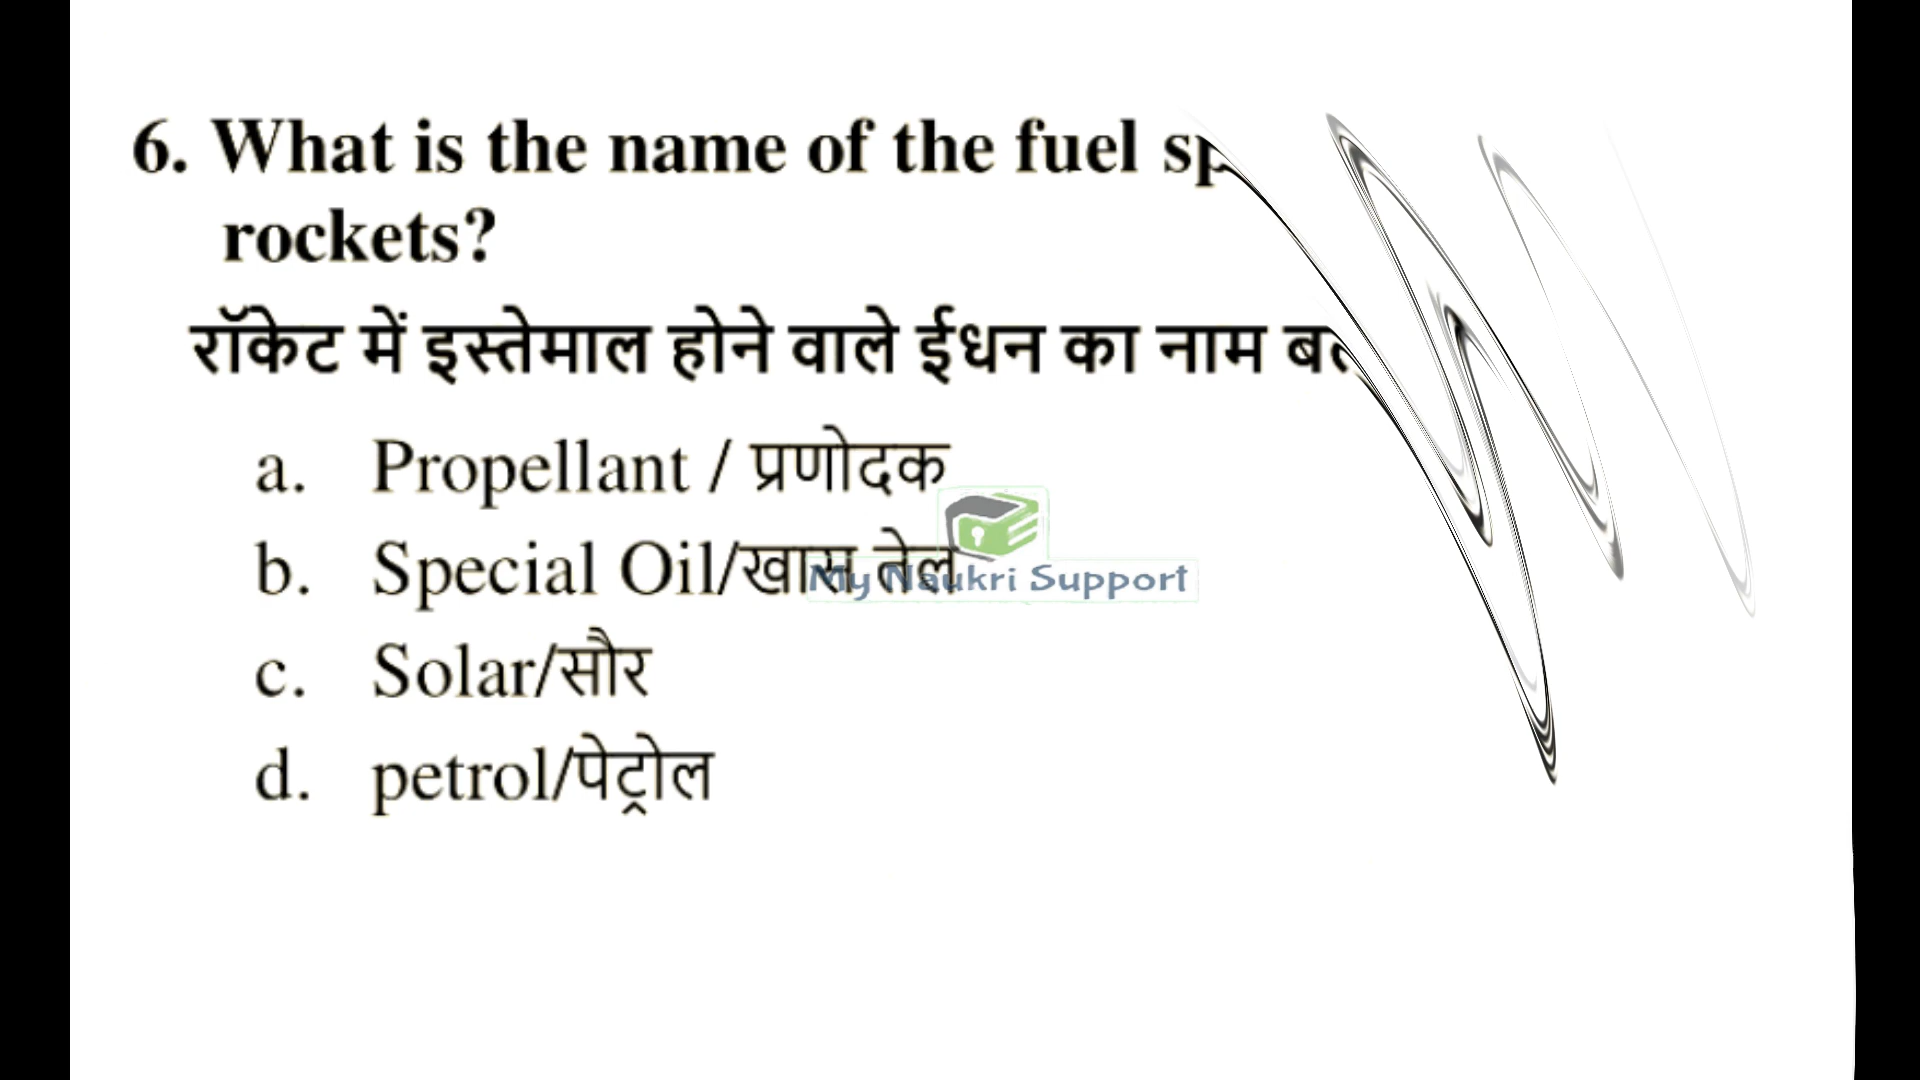 6. What is the name of the fuel
rockets?
रॉकेट में इस्तेमाल होने वाले ईधन का नाम
a. Propellant / प्रणोदक
b. Special Oil/खास तेल
My Naukri Support
c. Solar/सौर
d. petrol/पेट्रोल